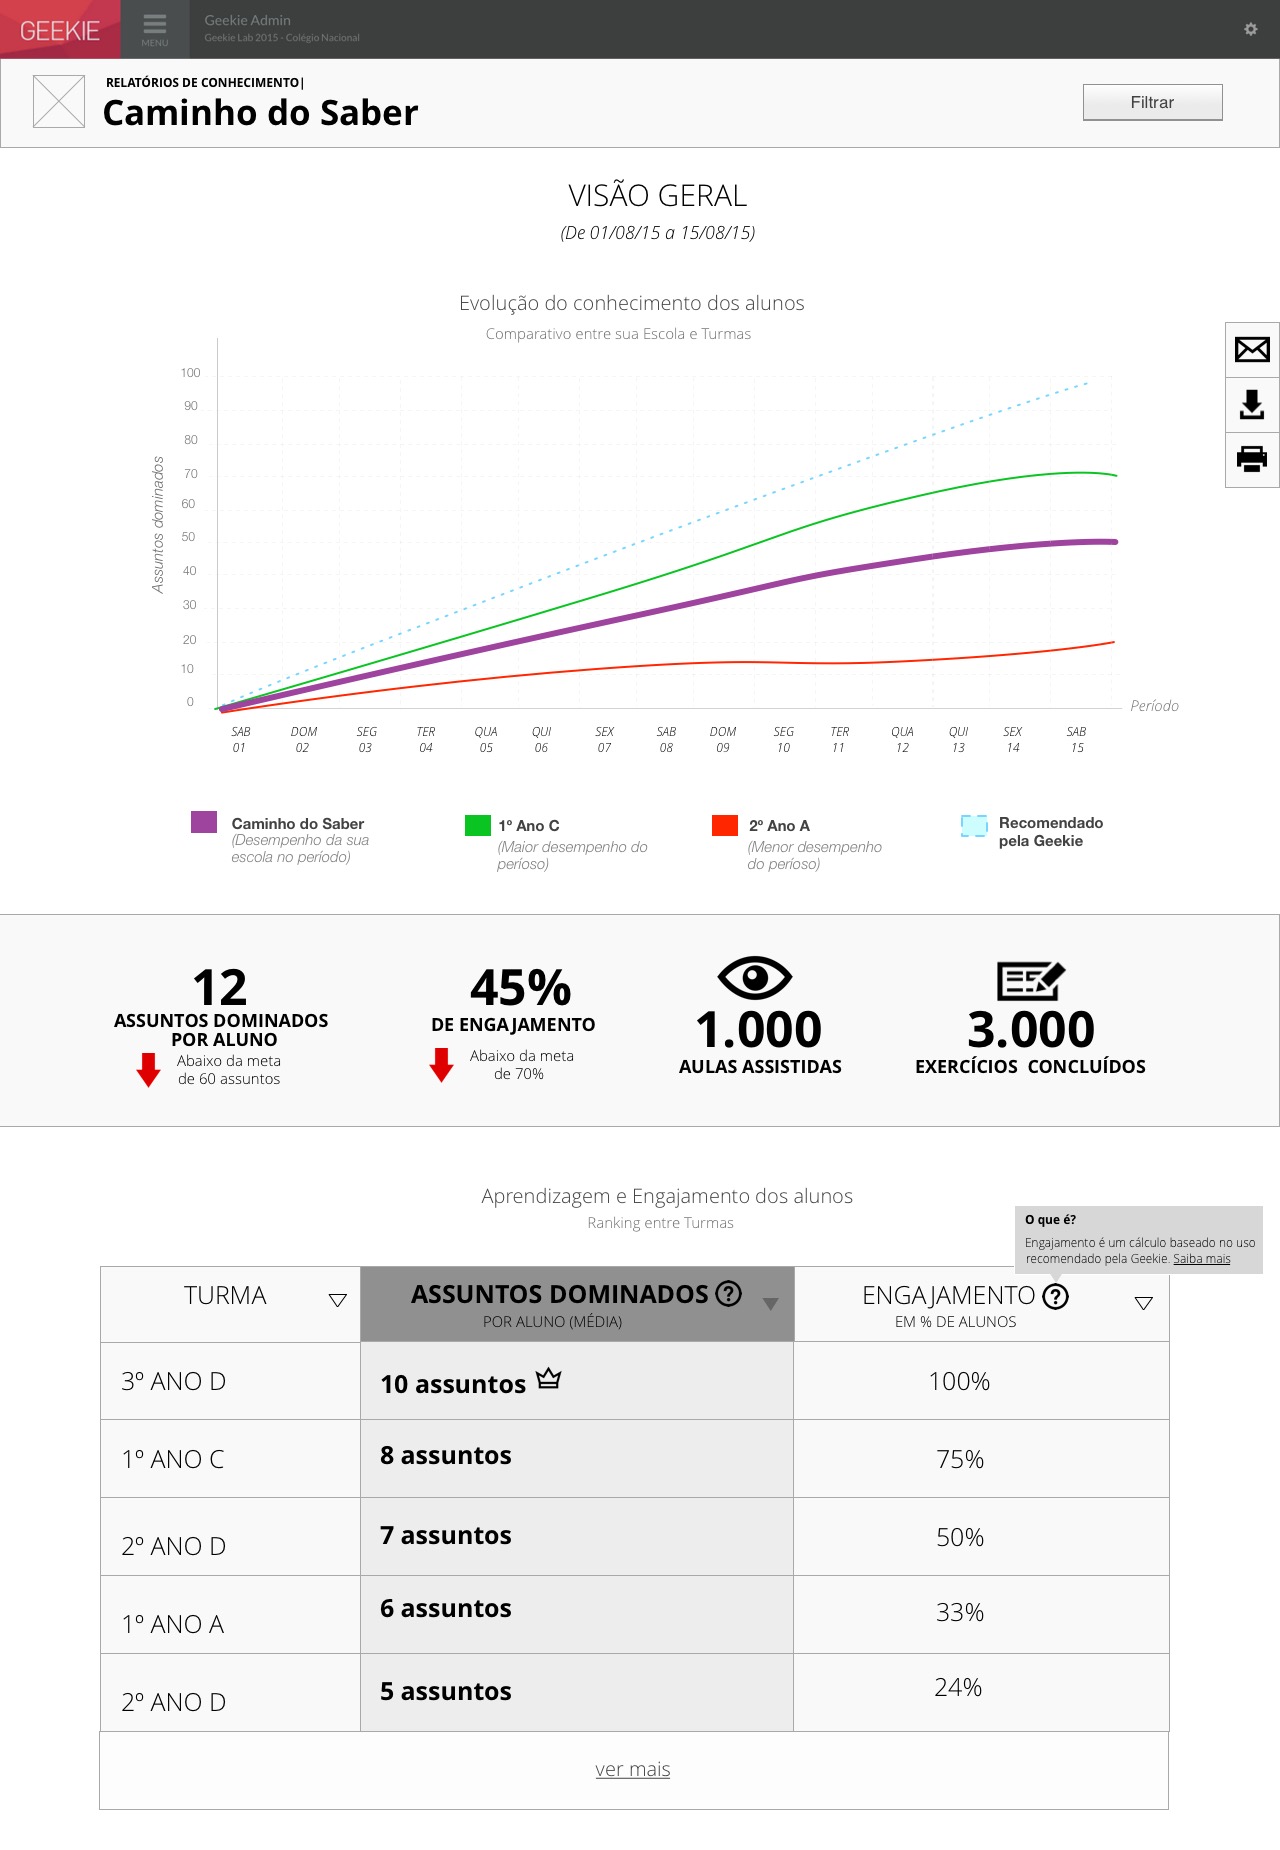 GEEKIE
MENU
Geekie Admin
Geekie Lab 2015 - Colégio Nacional
RELATÓRIOS DE CONHECIMENTO|
Caminho do Saber
Filtrar
VISÃO GERAL
(De 01/08/15 a 15/08/15)
Evolução do conhecimento dos alunos
Comparativo entre sua Escola e Turmas
Assuntos dominados
100
90
80
70
60
50
40
30
20
10
0
Período
SAB DOM SEG TER QUA QUI SEX SAB DOM SEG TER QUA QUI SEX SAB
01 02 03 04 05 06 07 08 09 10 11 12 13 14 15
Caminho do Saber
(Desempenho da sua
escola no período)
1º Ano C
(Maior desempenho do
períoso)
2º Ano A
(Menor desempenho
do períoso)
Recomendado
pela Geekie
12
ASSUNTOS DOMINADOS
POR ALUNO
Abaixo da meta
de 60 assuntos
45%
DE ENGAJAMENTO
Abaixo da meta
de 70%
1.000
AULAS ASSISTIDAS
3.000
EXERCÍCIOS CONCLUÍDOS
Aprendizagem e Engajamento dos alunos
Ranking entre Turmas
O que é?
Engajamento é um cálculo baseado no uso
recomendado pela Geekie. Saiba mais
TURMA
ASSUNTOS DOMINADOS ?
POR ALUNO (MÉDIA)
ENGAJAMENTO ?
EM % DE ALUNOS
3º ANO D 10 assuntos 100%
1º ANO C 8 assuntos 75%
2º ANO D 7 assuntos 50%
1º ANO A 6 assuntos 33%
2º ANO D 5 assuntos 24%
ver mais